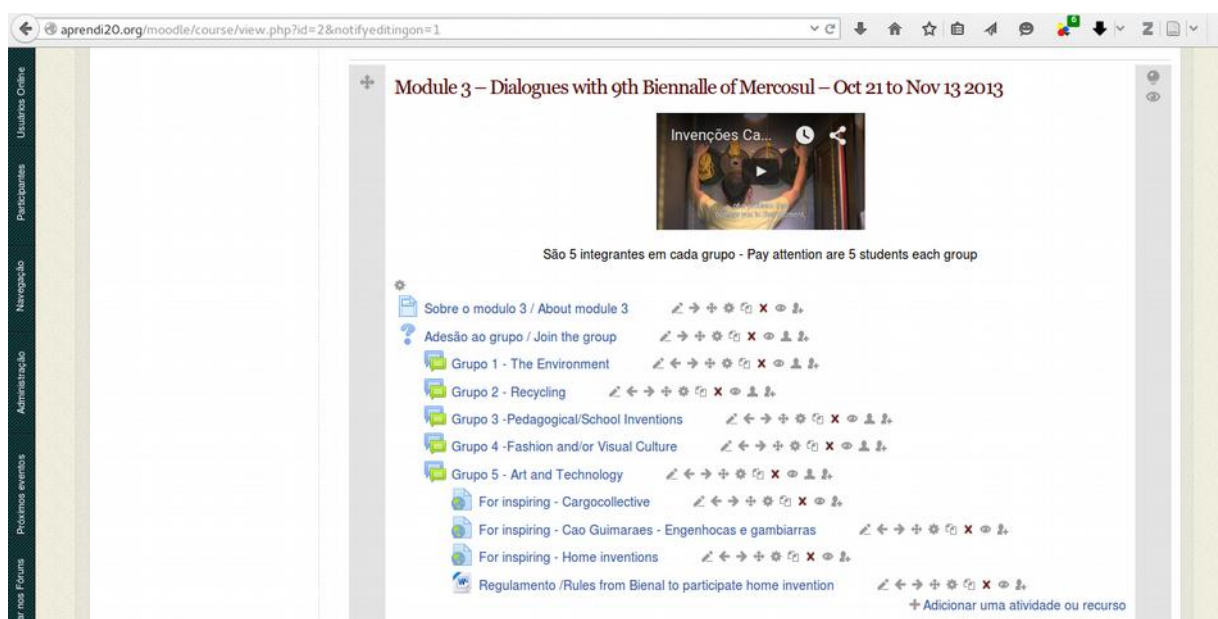 aprendi20.org/moodle/course/view.php?id=2&notifyeditingon=1
6
Z
Usuários Online
Participantes
Navegação
Administração
Próximos eventos
ar nos Fóruns
Module 3 – Dialogues with 9th Biennalle of Mercosul – Oct 21 to Nov 13 2013
Invenções Ca...
São 5 integrantes em cada grupo - Pay attention are 5 students each group
Sobre o modulo 3 / About module 3
Adesão ao grupo / Join the group
Grupo 1 - The Environment
Grupo 2 - Recycling
Grupo 3 -Pedagogical/School Inventions
Grupo 4 -Fashion and/or Visual Culture
Grupo 5 - Art and Technology
For inspiring - Cargocollective
For inspiring - Cao Guimaraes - Engenhocas e gambiarras
For inspiring - Home inventions
Regulamento /Rules from Bienal to participate home invention
Adicionar uma atividade ou recurso